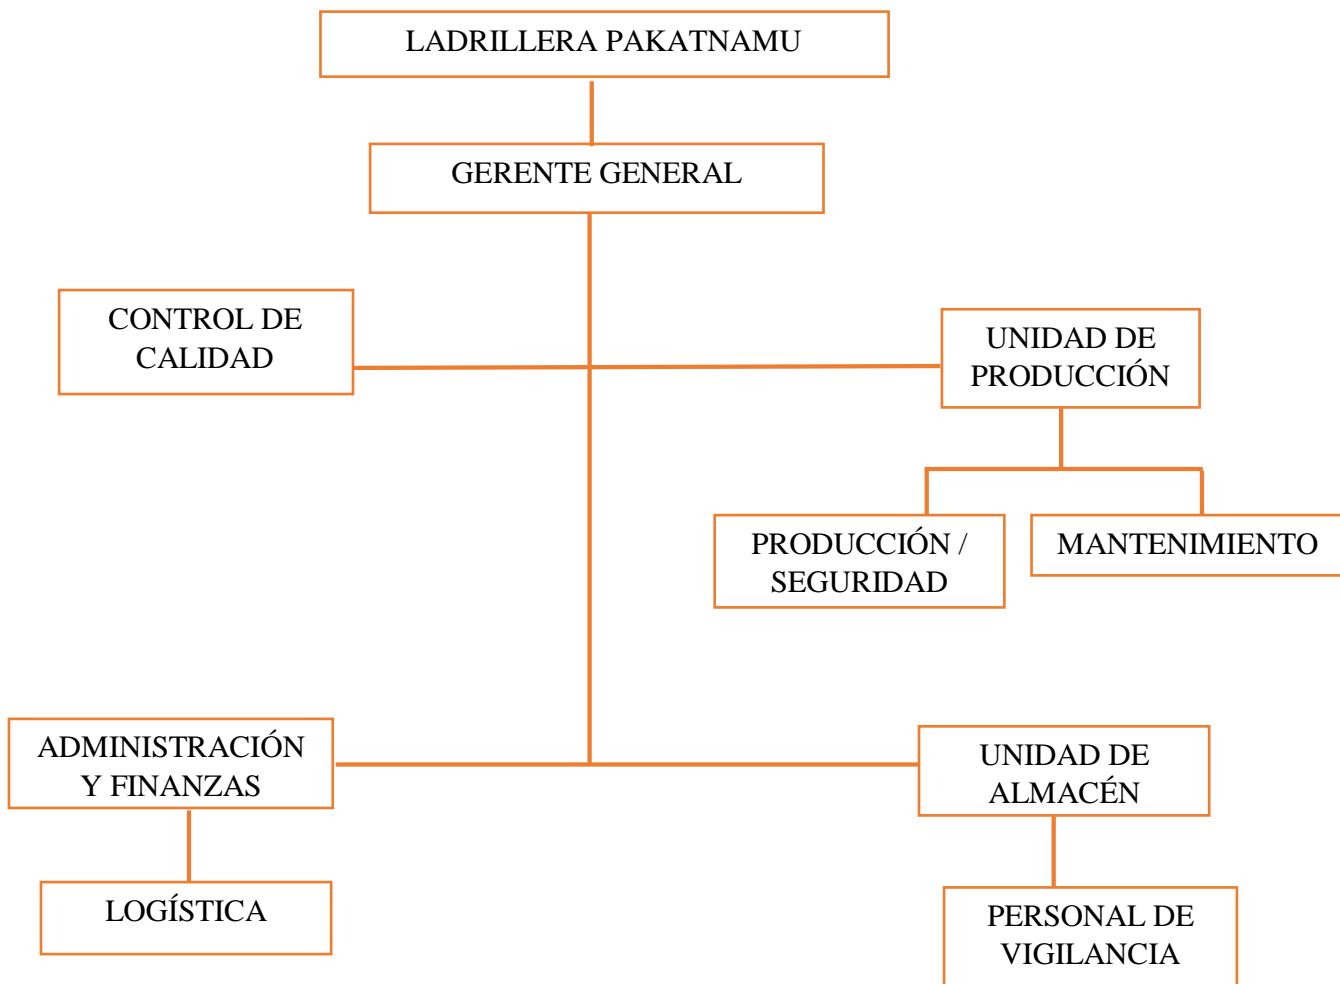 LADRILLERA PAKATNAMU
GERENTE GENERAL
CONTROL DE
CALIDAD
UNIDAD DE
PRODUCCIÓN
PRODUCCIÓN /
SEGURIDAD
MANTENIMIENTO
ADMINISTRACIÓN
Y FINANZAS
UNIDAD DE
ALMACÉN
LOGÍSTICA
PERSONAL DE
VIGILANCIA